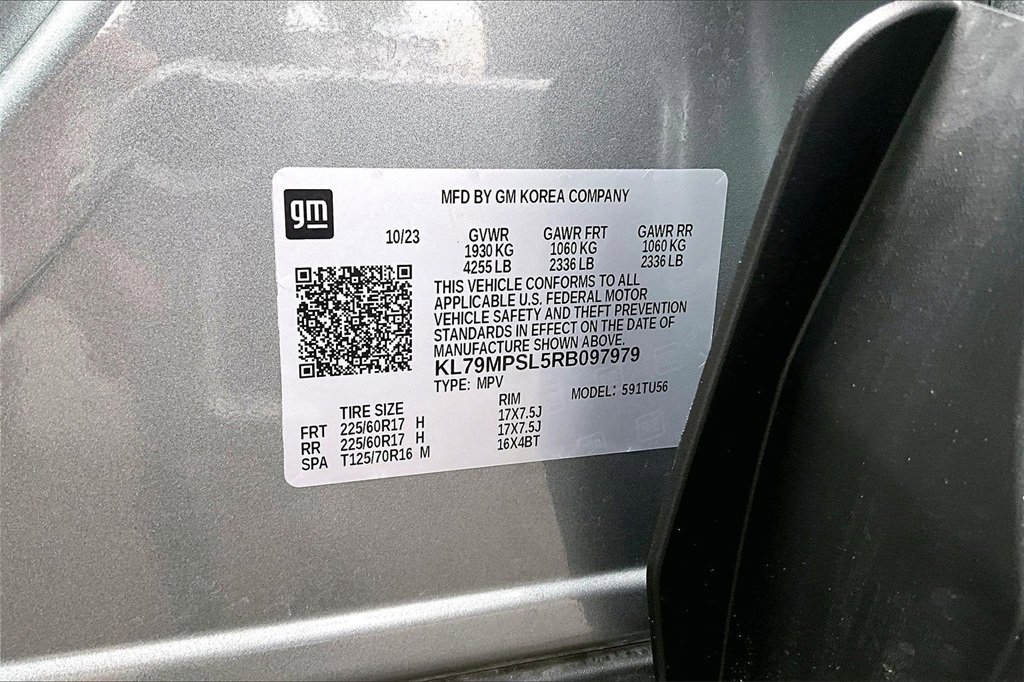 gm
MFD BY GM KOREA COMPANY
10/23 GVWR GAWR FRT GAWR RR
1930 KG 1060 KG 1060 KG
4255 LB 2336 LB 2336 LB
THIS VEHICLE CONFORMS TO ALL
APPLICABLE U.S. FEDERAL MOTOR
VEHICLE SAFETY AND THEFT PREVENTION
STANDARDS IN EFFECT ON THE DATE OF
MANUFACTURE SHOWN ABOVE.
KL79MPSL5RB097979
TYPE: MPV MODEL: 591TU56
TIRE SIZE RIM
FRT 225/60R17 H 17X7.5J
RR 225/60R17 H 17X7.5J
SPA T125/70R16 M 16X4BT